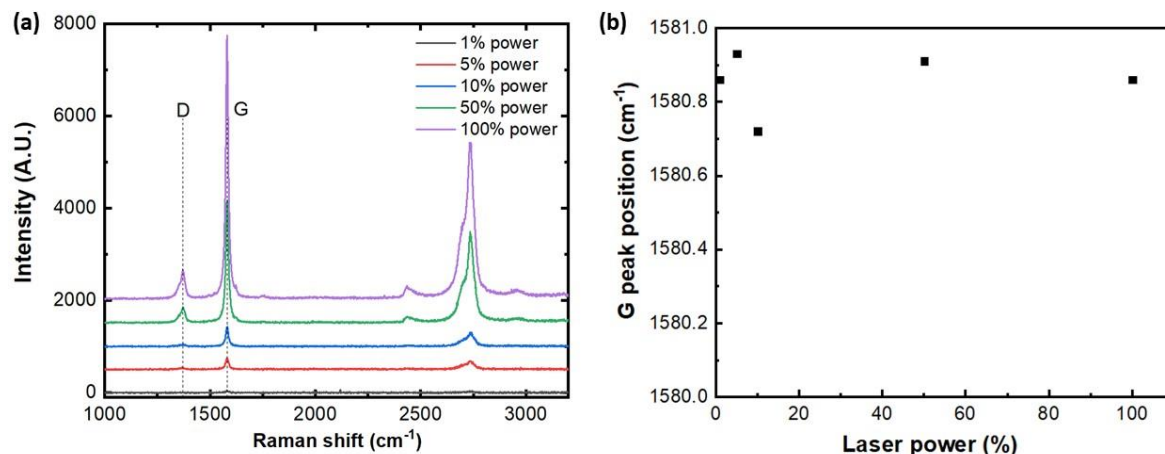 (a)
8000
6000
4000
2000
0
Intensity (A.U.)
D
G
1% power
5% power
10% power
50% power
100% power
1000
1500
2000
2500
3000
Raman shift (cm-1)
(b)
1581.0
1580.8
1580.6
1580.4
1580.2
1580.0
G peak position (cm-1)
0
20
40
60
80
100
Laser power (%)